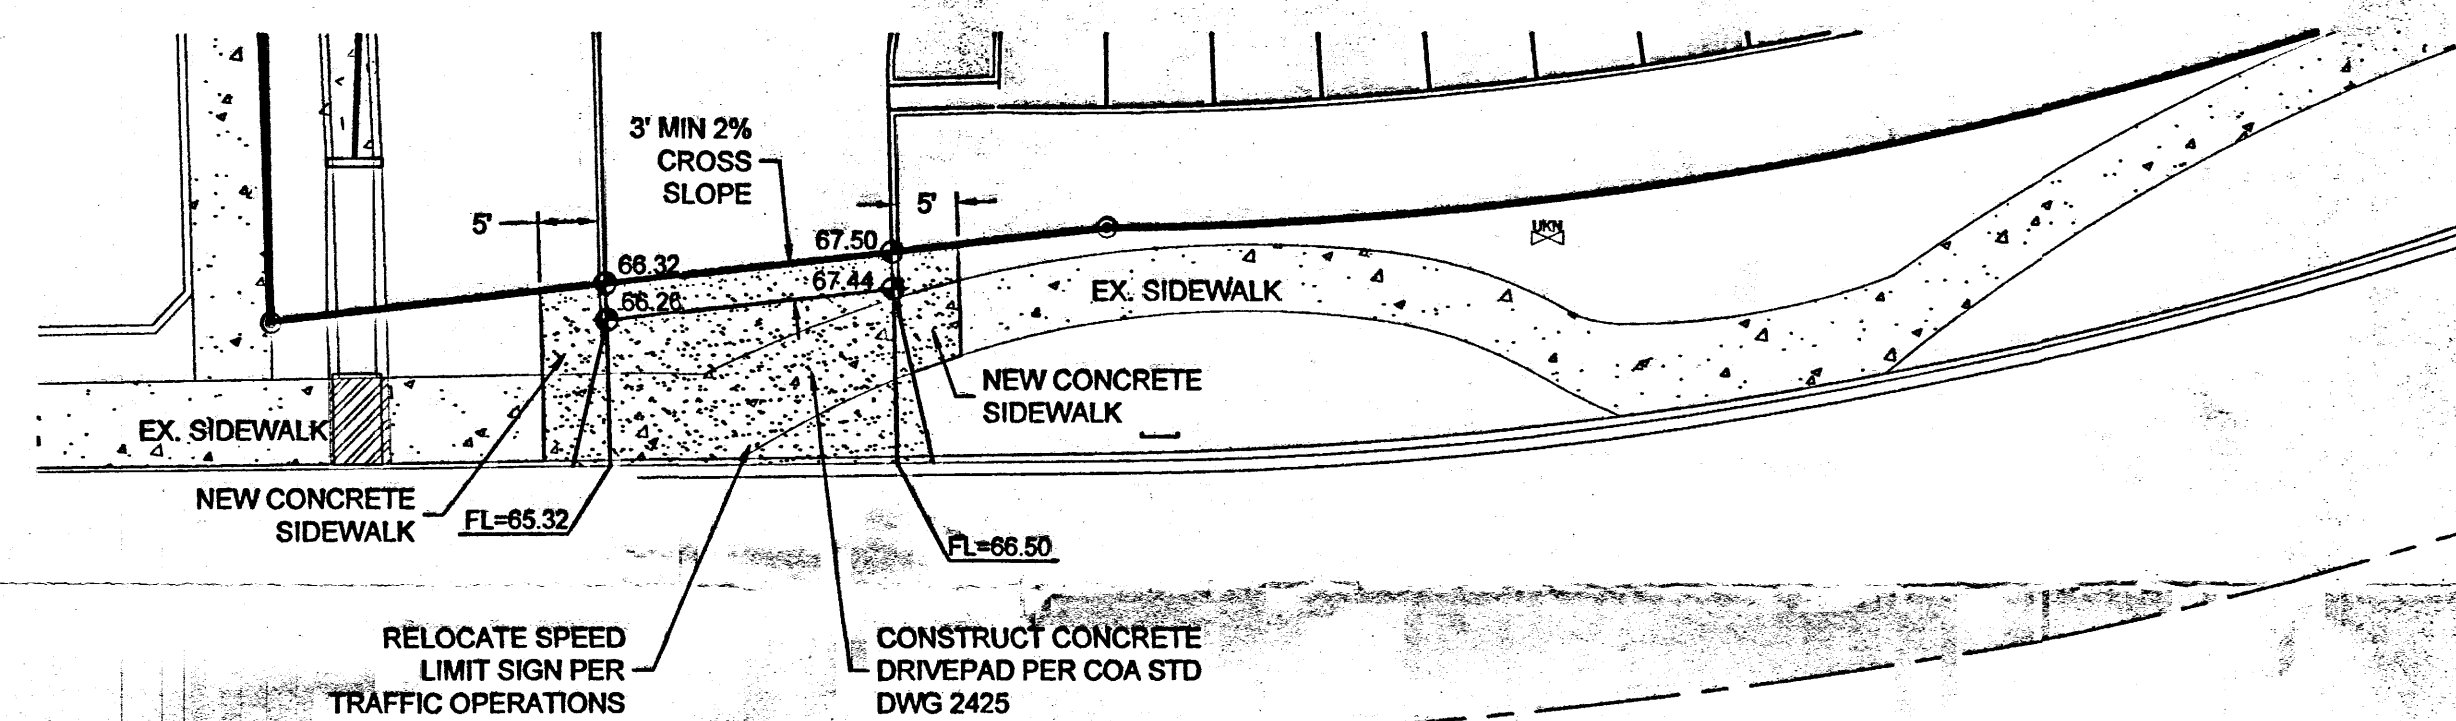 3' MIN 2%
CROSS
SLOPE
5'
5'
67.50
66.32
67.44
66.26
UKN
EX. SIDEWALK
NEW CONCRETE
SIDEWALK
EX. SIDEWALK
NEW CONCRETE
SIDEWALK
FL=65.32
FL=66.50
RELOCATE SPEED
LIMIT SIGN PER
TRAFFIC OPERATIONS
CONSTRUCT CONCRETE
DRIVEPAD PER COA STD
DWG 2425